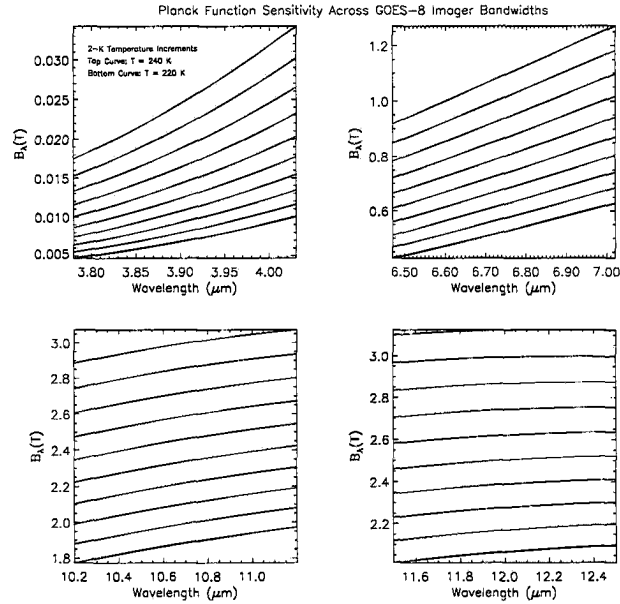 Planck Function Sensitivity Across GOES-8 Imager Bandwidths
2-K Temperature Increments
Top Curve: T = 240 K
Bottom Curve: T = 220 K
B_λ(T)
0.030
0.025
0.020
0.015
0.010
0.005
3.80 3.85 3.90 3.95 4.00
Wavelength (μm)
B_λ(T)
1.2
1.0
0.8
0.6
6.50 6.60 6.70 6.80 6.90 7.00
Wavelength (μm)
B_λ(T)
3.0
2.8
2.6
2.4
2.2
2.0
1.8
10.2 10.4 10.6 10.8 11.0
Wavelength (μm)
B_λ(T)
3.0
2.8
2.6
2.4
2.2
11.6 11.8 12.0 12.2 12.4
Wavelength (μm)